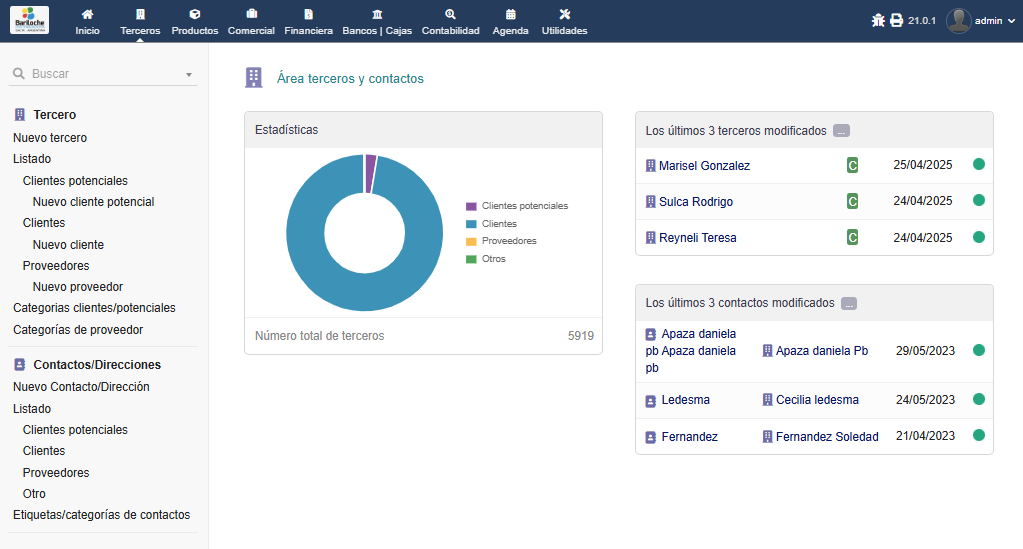 Bariloche
Inicio
Terceros
Productos
Comercial
Financiera
Bancos | Cajas
Contabilidad
Agenda
Utilidades
21.0.1
admin
Buscar
Tercero
Nuevo tercero
Listado
Clientes potenciales
Nuevo cliente potencial
Clientes
Nuevo cliente
Proveedores
Nuevo proveedor
Categorias clientes/potenciales
Categorías de proveedor
Contactos/Direcciones
Nuevo Contacto/Dirección
Listado
Clientes potenciales
Clientes
Proveedores
Otro
Etiquetas/categorías de contactos
Área terceros y contactos
Estadísticas
Clientes potenciales
Clientes
Proveedores
Otros
Número total de terceros 5919
Los últimos 3 terceros modificados ...
Marisel Gonzalez C 25/04/2025
Sulca Rodrigo C 24/04/2025
Reyneli Teresa C 24/04/2025
Los últimos 3 contactos modificados ...
Apaza daniela
pb Apaza daniela Apaza daniela Pb 29/05/2023
pb
Ledesma Cecilia ledesma 24/05/2023
Fernandez Fernandez Soledad 21/04/2023